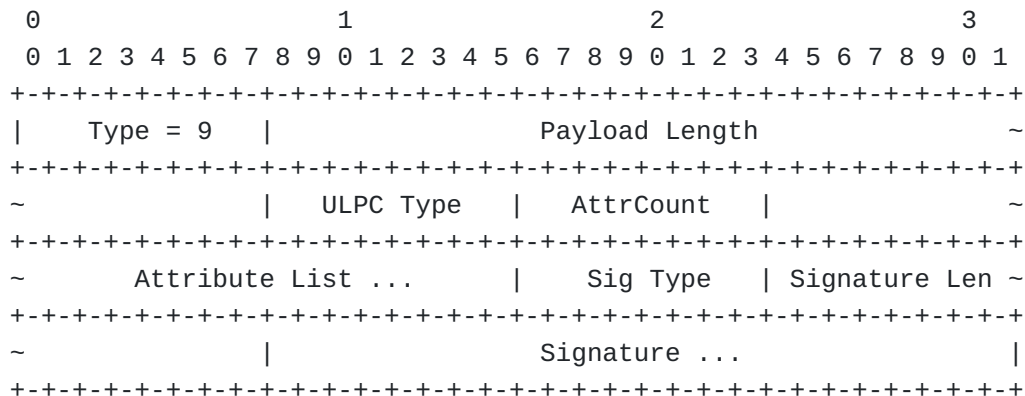 0                   1                   2                   3
 0 1 2 3 4 5 6 7 8 9 0 1 2 3 4 5 6 7 8 9 0 1 2 3 4 5 6 7 8 9 0 1
+-+-+-+-+-+-+-+-+-+-+-+-+-+-+-+-+-+-+-+-+-+-+-+-+-+-+-+-+-+-+-+-+
|    Type = 9   |                 Payload Length                ~
+-+-+-+-+-+-+-+-+-+-+-+-+-+-+-+-+-+-+-+-+-+-+-+-+-+-+-+-+-+-+-+-+
~               |   ULPC Type   |   AttrCount   |               ~
+-+-+-+-+-+-+-+-+-+-+-+-+-+-+-+-+-+-+-+-+-+-+-+-+-+-+-+-+-+-+-+-+
~       Attribute List ...      |    Sig Type   | Signature Len ~
+-+-+-+-+-+-+-+-+-+-+-+-+-+-+-+-+-+-+-+-+-+-+-+-+-+-+-+-+-+-+-+-+
~               |                 Signature ...                 |
+-+-+-+-+-+-+-+-+-+-+-+-+-+-+-+-+-+-+-+-+-+-+-+-+-+-+-+-+-+-+-+-+